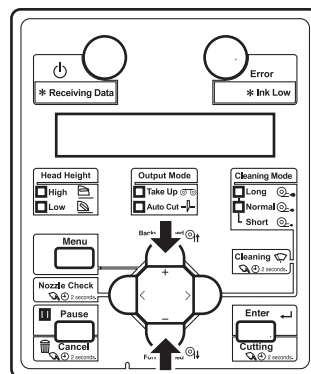 Error
* Receiving Data
* Ink Low
Head Height
High
Low
Output Mode
Take Up
Auto Cut
Cleaning Mode
Long
Normal
Short
Menu
+
Cleaning
2 seconds.
Nozzle Check
2 seconds.
< >
−
Pause
Cancel
2 seconds.
Enter
Cutting
2 seconds.